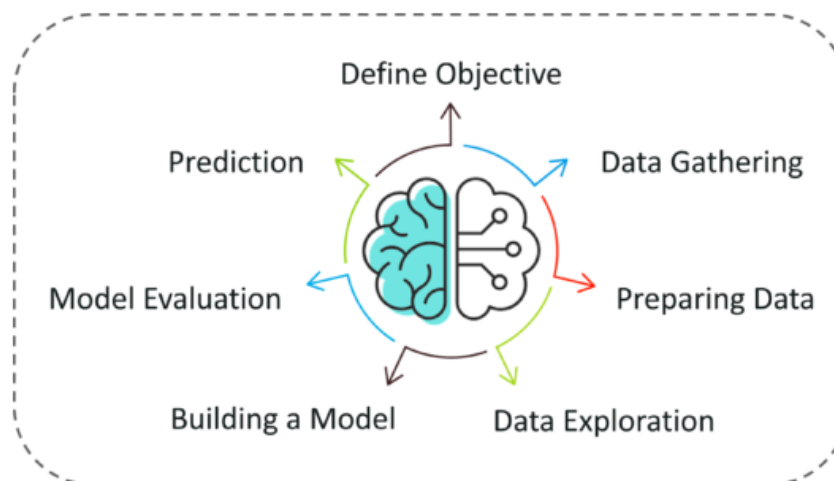 Define Objective
Prediction
Data Gathering
Model Evaluation
Preparing Data
Building a Model
Data Exploration